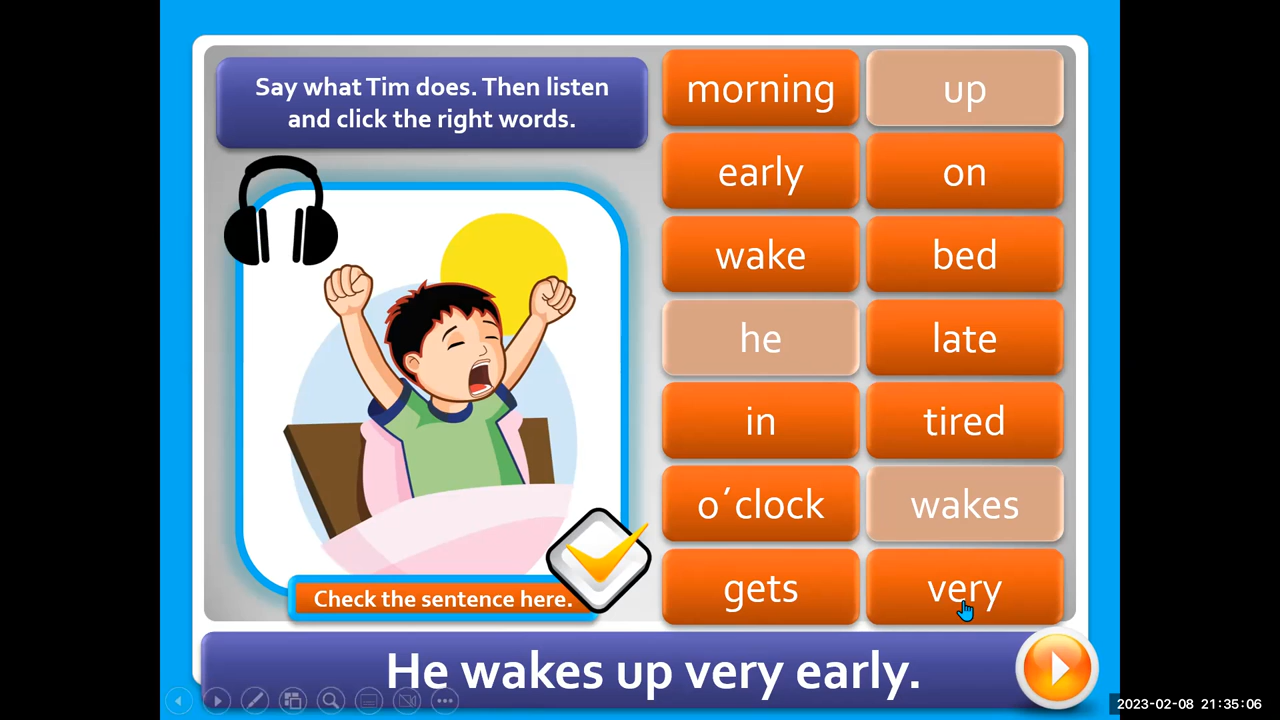 Say what Tim does. Then listen
and click the right words.
morning
up
early
on
wake
bed
he
late
in
tired
o´clock
wakes
gets
very
Check the sentence here.
He wakes up very early.
2023-02-08 21:35:06